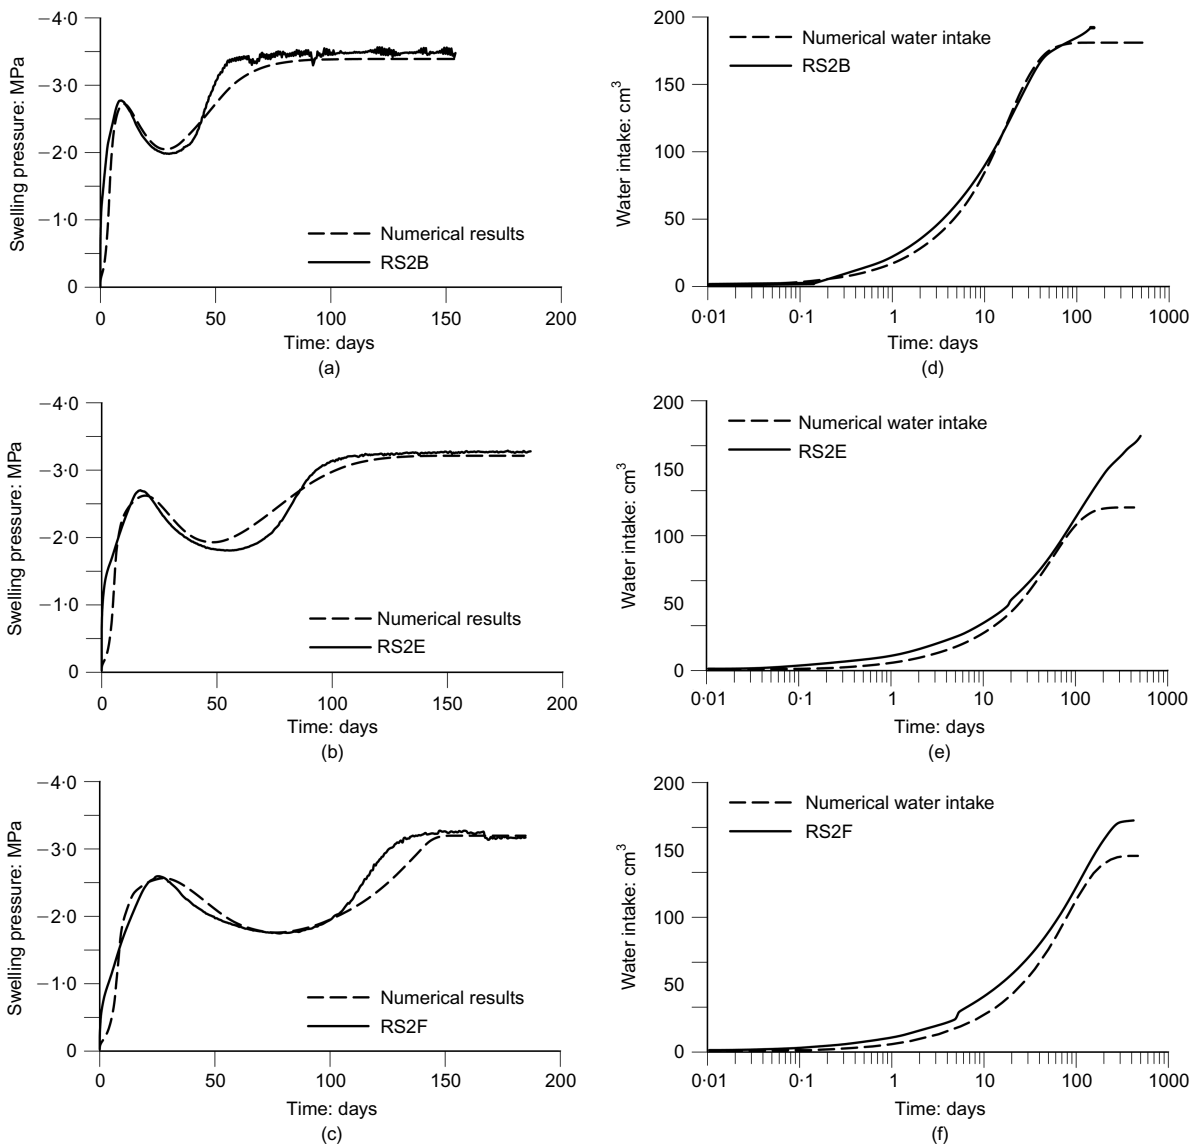 −4·0
−3·0
−2·0
−1·0
0
Swelling pressure: MPa
Numerical results
RS2B
0 50 100 150 200
Time: days
(a)
200
150
100
50
0
Water intake: cm³
Numerical water intake
RS2B
0·01 0·1 1 10 100 1000
Time: days
(d)
−4·0
−3·0
−2·0
−1·0
0
Swelling pressure: MPa
Numerical results
RS2E
0 50 100 150 200
Time: days
(b)
200
150
100
50
0
Water intake: cm³
Numerical water intake
RS2E
0·01 0·1 1 10 100 1000
Time: days
(e)
−4·0
−3·0
−2·0
−1·0
0
Swelling pressure: MPa
Numerical results
RS2F
0 50 100 150 200
Time: days
(c)
200
150
100
50
0
Water intake: cm³
Numerical water intake
RS2F
0·01 0·1 1 10 100 1000
Time: days
(f)